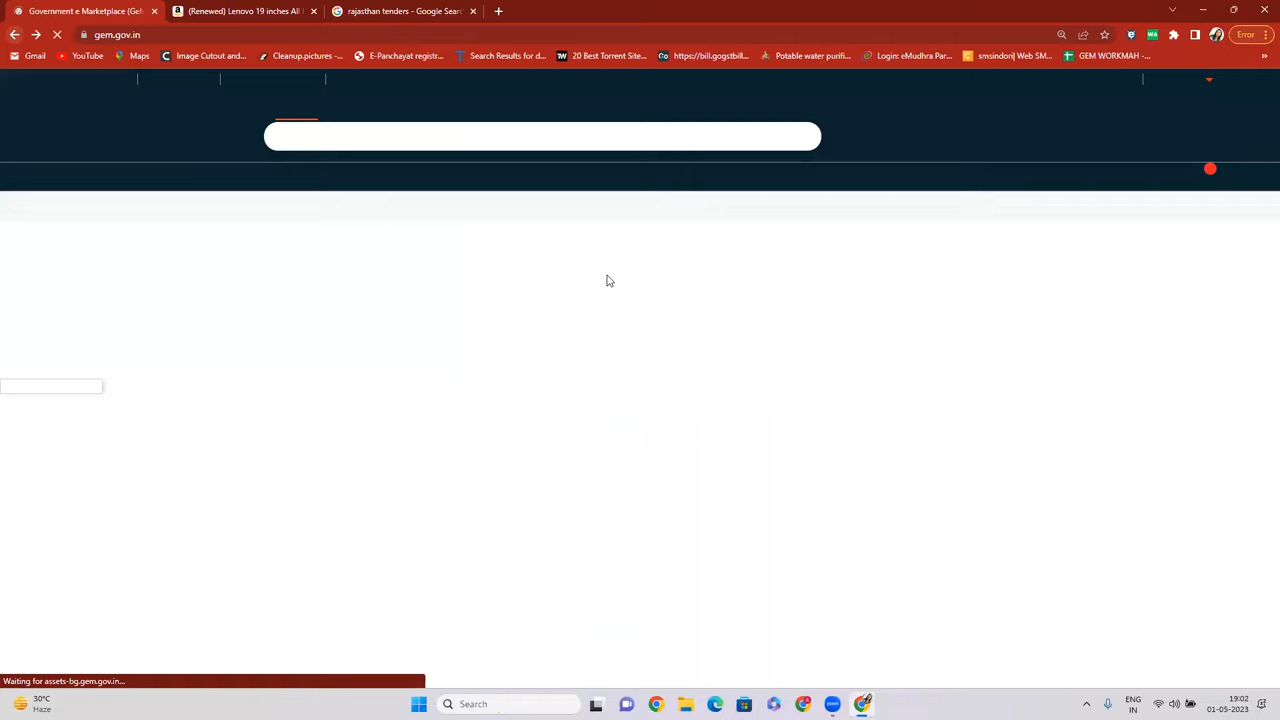 Government e Marketplace (GeM
(Renewed) Lenovo 19 inches All I
rajasthan tenders - Google Searc
gem.gov.in
Error
Gmail
YouTube
Maps
Image Cutout and...
Cleanup.pictures -...
E-Panchayat registr...
Search Results for d...
20 Best Torrent Site...
https://bill.gogstbill...
Potable water purifi...
Login: eMudhra Par...
smsindori| Web SM...
GEM WORKMAH -...
»
Waiting for assets-bg.gem.gov.in...
30°C
Haze
Search
ENG
IN
19:02
01-05-2023